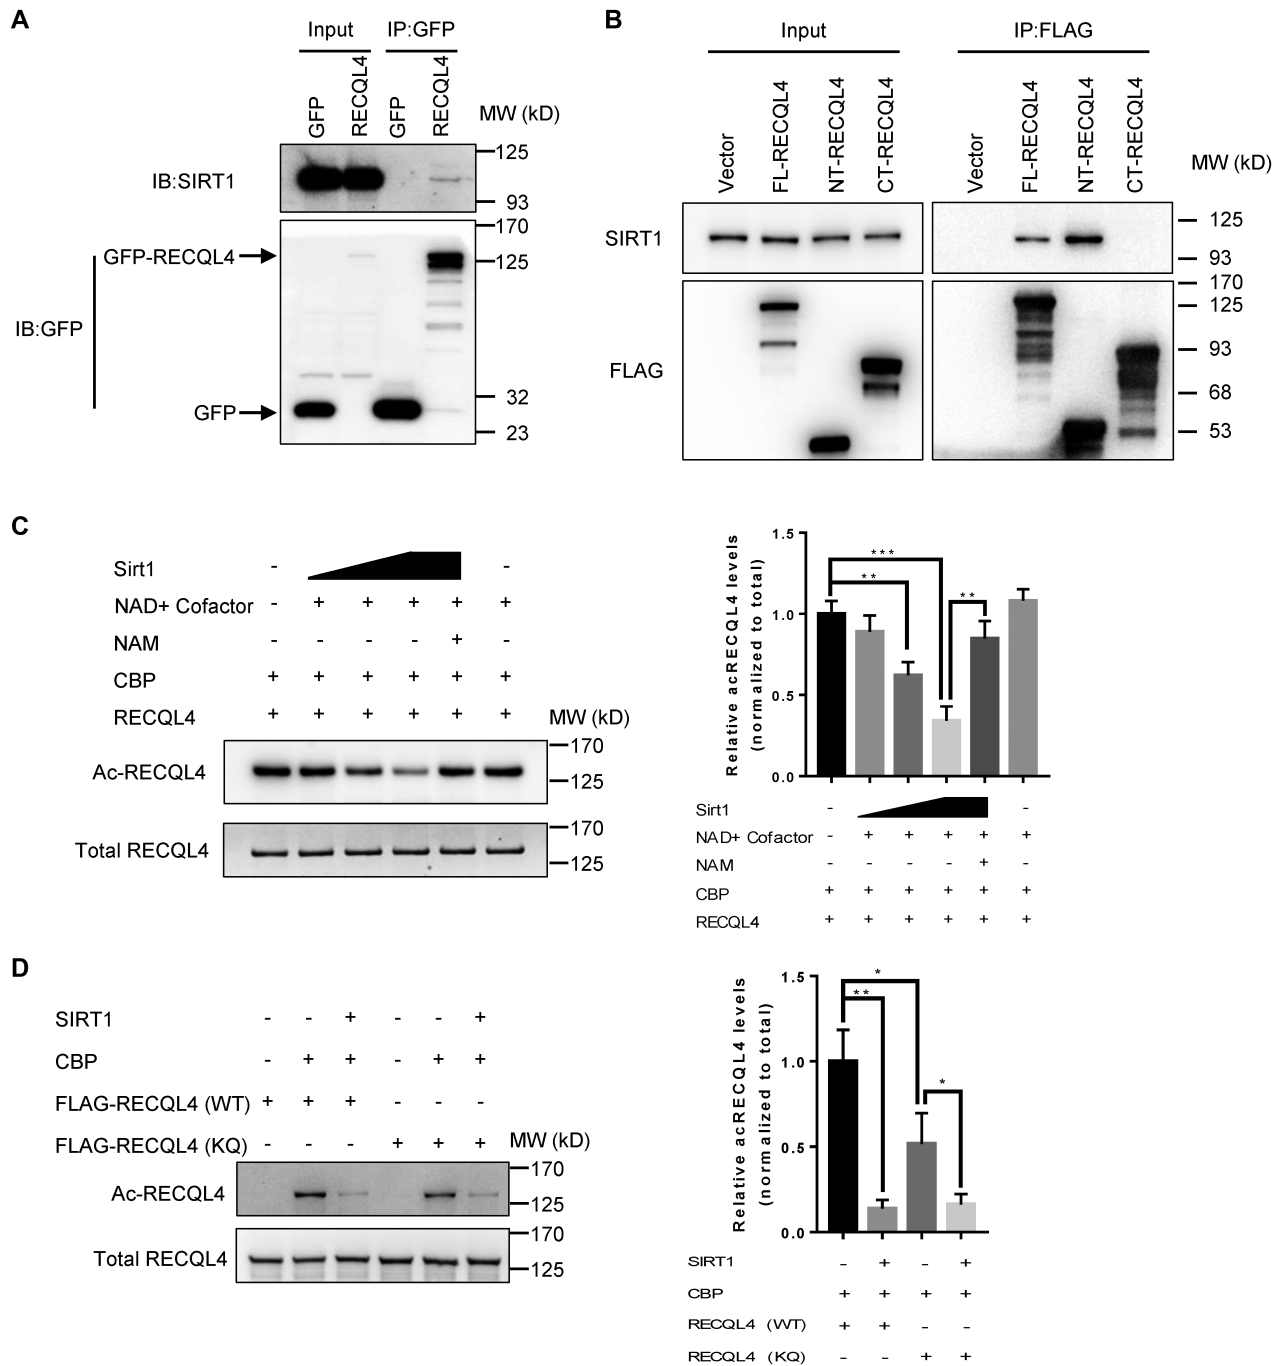 A
Input IP:GFP
GFP RECQL4 GFP RECQL4 MW (kD)
IB:SIRT1
125
93
170
GFP-RECQL4
125
IB:GFP
32
GFP
23
B
Input IP:FLAG
Vector FL-RECQL4 NT-RECQL4 CT-RECQL4 Vector FL-RECQL4 NT-RECQL4 CT-RECQL4 MW (kD)
SIRT1
125
93
170
125
FLAG
93
68
53
C
Sirt1 - -
NAD+ Cofactor - + + + + +
NAM - - - - + -
CBP + + + + + +
RECQL4 + + + + + + MW (kD)
170
Ac-RECQL4
125
170
Total RECQL4
125
Relative acRECQL4 levels
(normalized to total)
1.5
1.0
0.5
0.0
***
**
**
Sirt1 - -
NAD+ Cofactor - + + + + +
NAM - - - - + -
CBP + + + + + +
RECQL4 + + + + + +
D
SIRT1 - - + - - +
CBP - + + - + +
FLAG-RECQL4 (WT) + + + - - -
FLAG-RECQL4 (KQ) - - - + + + MW (kD)
170
Ac-RECQL4
125
170
Total RECQL4
125
Relative acRECQL4 levels
(normalized to total)
1.5
1.0
0.5
0.0
*
**
*
SIRT1 - + - +
CBP + + + +
RECQL4 (WT) + + - -
RECQL4 (KQ) - - + +